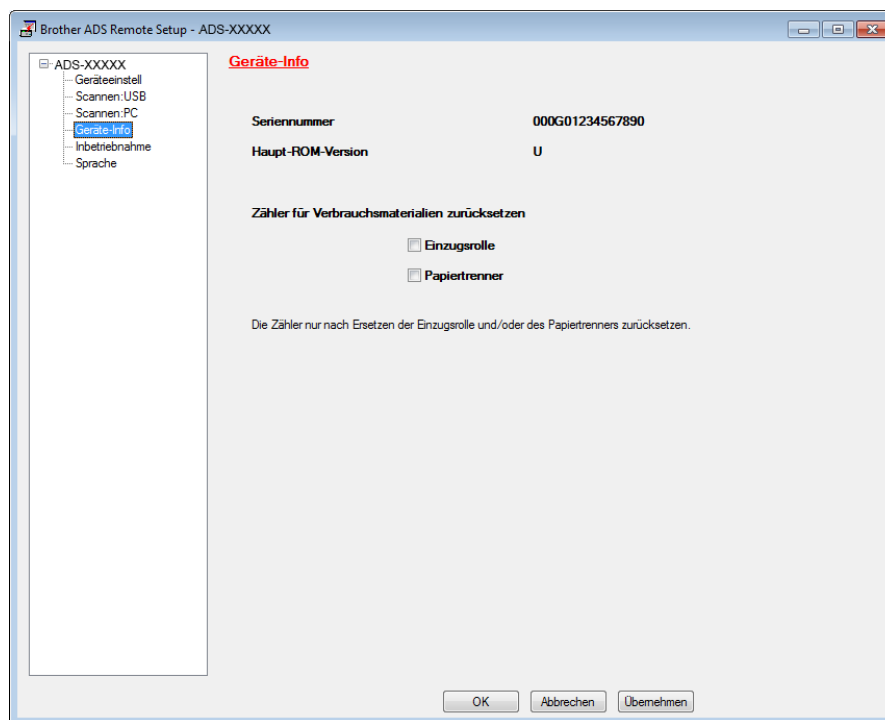 Brother ADS Remote Setup - ADS-XXXXX
ADS-XXXXX
Geräteeinstell
Scannen:USB
Scannen:PC
Geräte-Info
Inbetriebnahme
Sprache
Geräte-Info
Seriennummer 000G01234567890
Haupt-ROM-Version U
Zähler für Verbrauchsmaterialien zurücksetzen
Einzugsrolle
Papiertrenner
Die Zähler nur nach Ersetzen der Einzugsrolle und/oder des Papiertrenners zurücksetzen.
OK Abbrechen Übernehmen